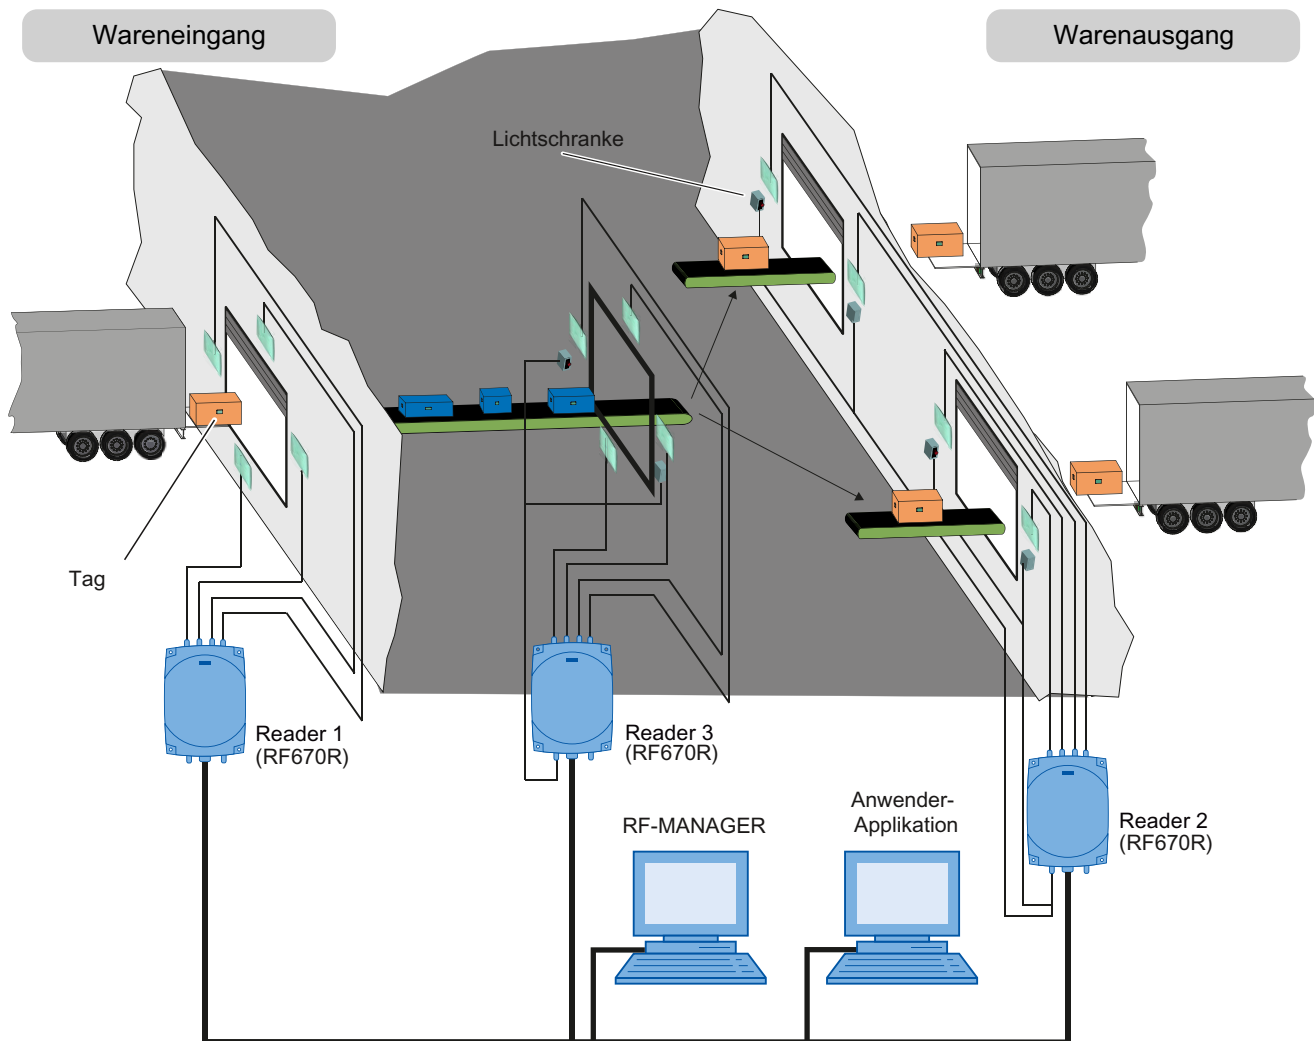 Wareneingang
Warenausgang
Lichtschranke
Tag
Reader 1
(RF670R)
Reader 3
(RF670R)
RF-MANAGER
Anwender-
Applikation
Reader 2
(RF670R)